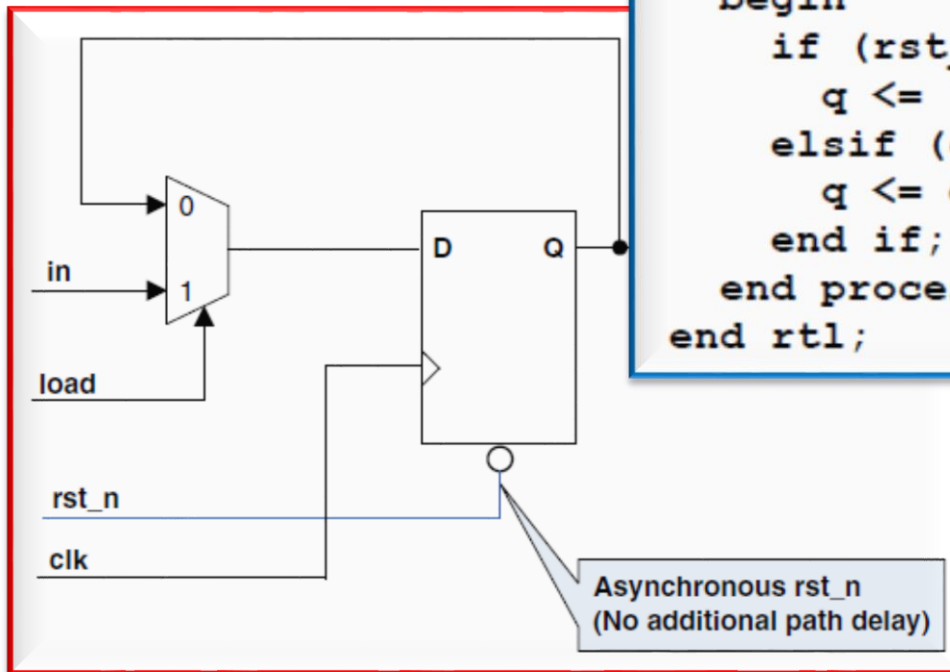 begin
if (rst_
q <=
elsif (
q <=
end if;
end proce
end rtl;
0
in
1
load
D
Q
rst_n
clk
Asynchronous rst_n
(No additional path delay)